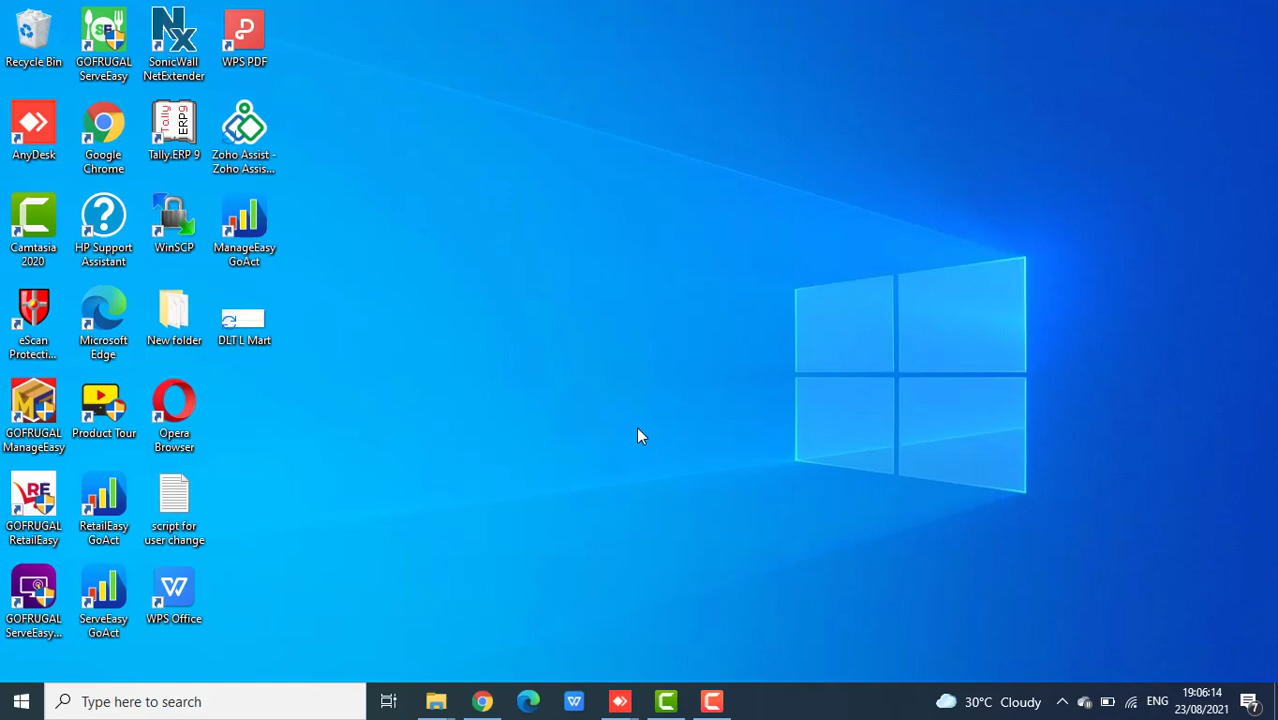 Recycle Bin
GOFRUGAL
ServeEasy
SonicWall
NetExtender
WPS PDF
AnyDesk
Google
Chrome
Tally.ERP 9
Zoho Assist -
Zoho Assis...
Camtasia
2020
HP Support
Assistant
WinSCP
ManageEasy
GoAct
eScan
Protecti...
Microsoft
Edge
New folder
DLT L Mart
GOFRUGAL
ManageEasy
Product Tour
Opera
Browser
GOFRUGAL
RetailEasy
RetailEasy
GoAct
script for
user change
GOFRUGAL
ServeEasy...
ServeEasy
GoAct
WPS Office
Type here to search
30°C Cloudy
ENG
19:06:14
23/08/2021
7